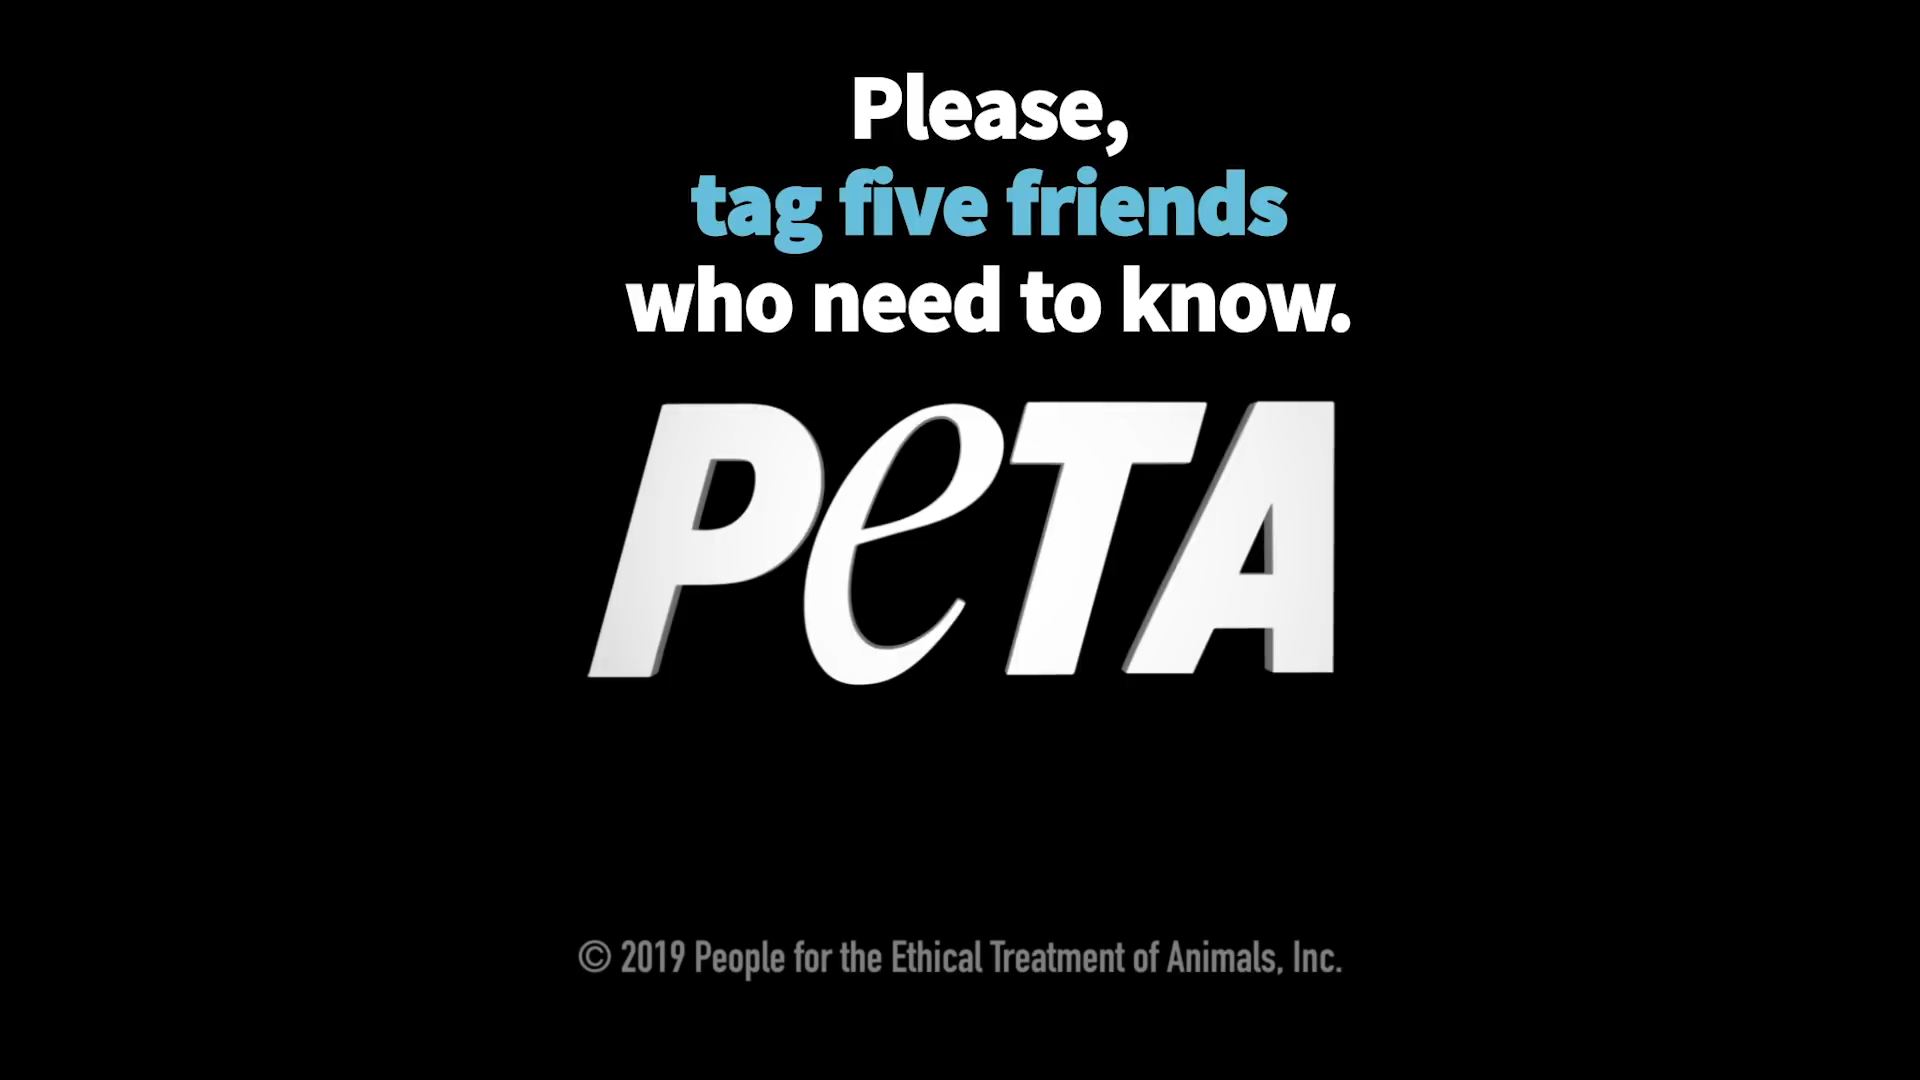 Please,
tag five friends
who need to know.
PeTA
© 2019 People for the Ethical Treatment of Animals, Inc.